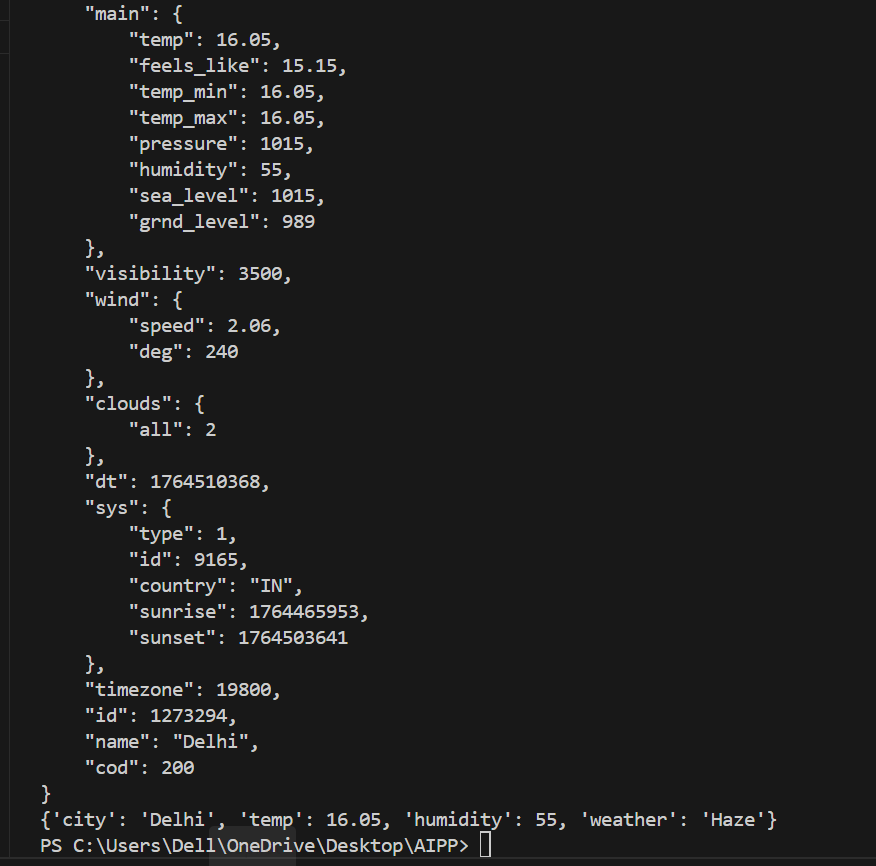 "main": {
"temp": 16.05,
"feels_like": 15.15,
"temp_min": 16.05,
"temp_max": 16.05,
"pressure": 1015,
"humidity": 55,
"sea_level": 1015,
"grnd_level": 989
},
"visibility": 3500,
"wind": {
"speed": 2.06,
"deg": 240
},
"clouds": {
"all": 2
},
"dt": 1764510368,
"sys": {
"type": 1,
"id": 9165,
"country": "IN",
"sunrise": 1764465953,
"sunset": 1764503641
},
"timezone": 19800,
"id": 1273294,
"name": "Delhi",
"cod": 200
}
{'city': 'Delhi', 'temp': 16.05, 'humidity': 55, 'weather': 'Haze'}
PS C:\Users\Dell\OneDrive\Desktop\AIPP>